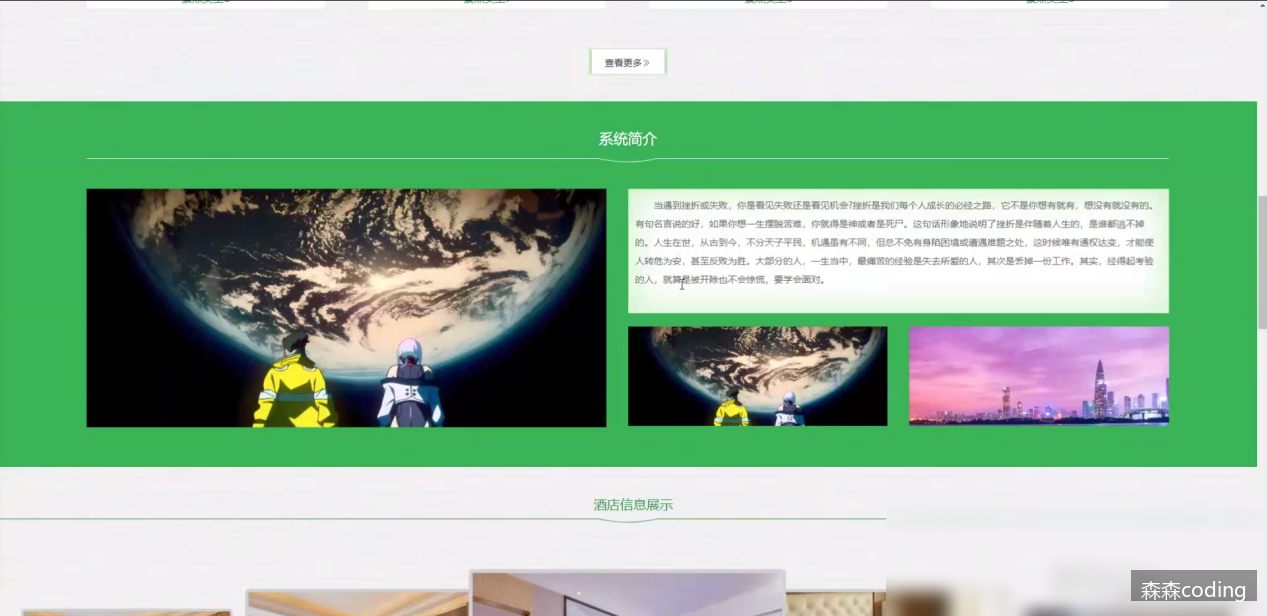 查看更多》
系统简介
当遇到挫折或失败，你是看见失败还是看见机会?挫折是我们每个人成长的必经之路，它不是你想有就有，想没有就没有的。
有句名言说的好，如果你想一生摆脱苦难，你就得是神或者是死尸。这句话形象地说明了挫折是伴随着人生的，是谁都逃不掉
的。人生在世，从古到今，不分天子平民，机遇虽有不同，但总不免有身陷困境或遭遇难题之处，这时候唯有通权达变，才能使
人转危为安，甚至反败为胜。大部分的人，一生当中，最痛苦的经验是失去所爱的人，其次是丢掉一份工作。其实，经得起考验
的人，就算是被开除也不会惊慌，要学会面对。
酒店信息展示
森森coding